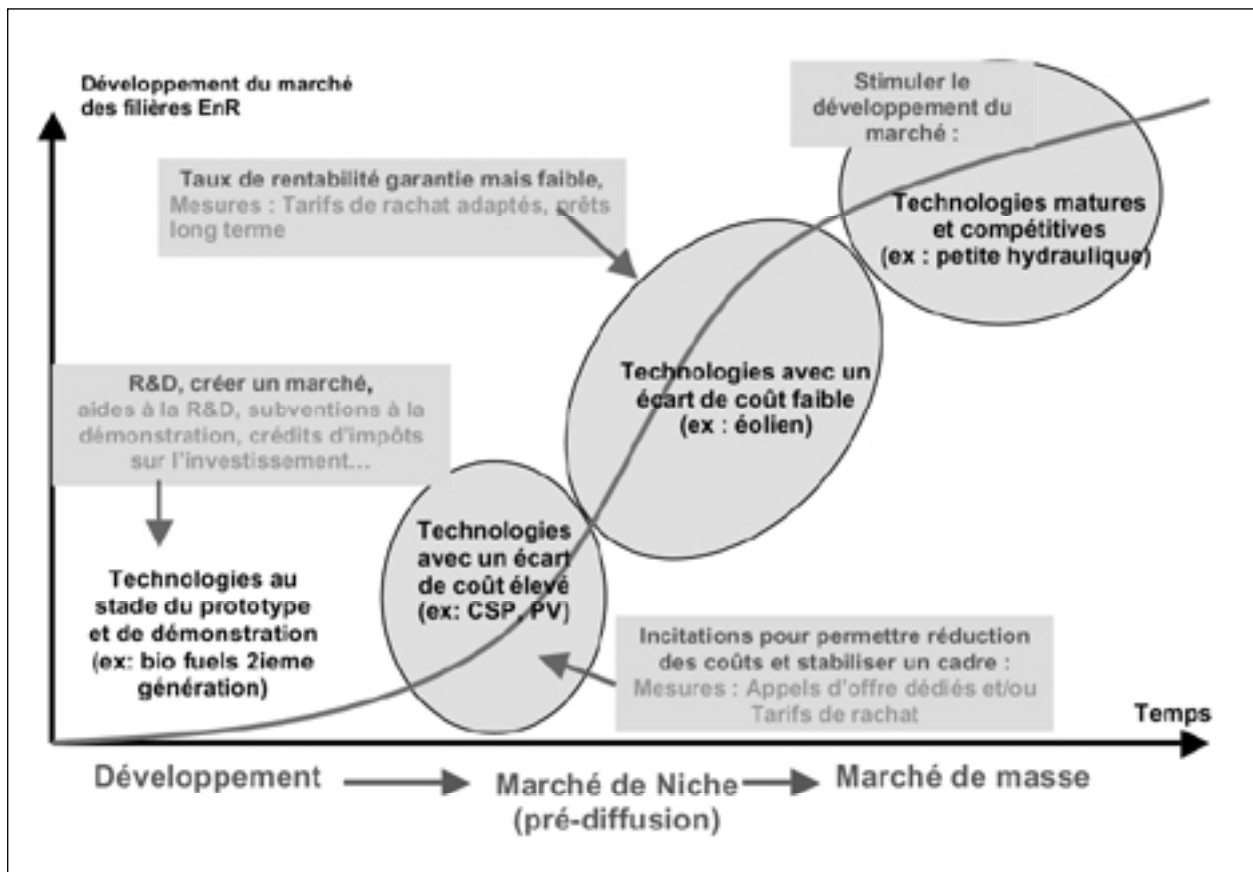 Développement du marché
des filières EnR
Stimuler le
développement du
marché :
Taux de rentabilité garantie mais faible,
Mesures : Tarifs de rachat adaptés, prêts
long terme
Technologies matures
et compétitives
(ex : petite hydraulique)
R&D, créer un marché,
aides à la R&D, subventions à la
démonstration, crédits d'impôts
sur l'investissement...
Technologies avec un
écart de coût faible
(ex : éolien)
Technologies
avec un écart
de coût élevé
(ex: CSP, PV)
Technologies au
stade du prototype
et de démonstration
(ex: bio fuels 2ieme
génération)
Incitations pour permettre réduction
des coûts et stabiliser un cadre :
Mesures : Appels d'offre dédiés et/ou
Tarifs de rachat
Temps
Développement
Marché de Niche
(pré-diffusion)
Marché de masse